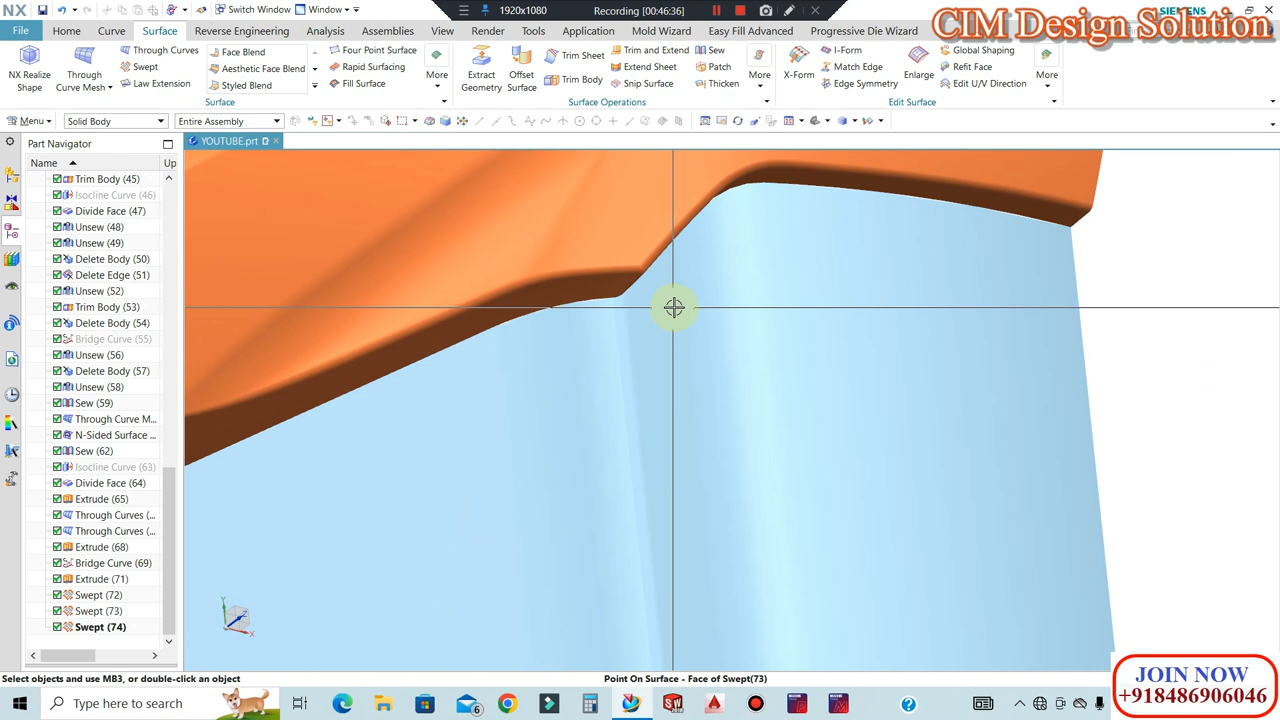 NX
Switch Window
Window
1920x1080
Recording [00:46:36]
SIEMENS
CIM Design Solution
File
Home
Curve
Surface
Reverse Engineering
Analysis
Assemblies
View
Render
Tools
Application
Mold Wizard
Easy Fill Advanced
Progressive Die Wizard
NX Realize Shape
Through Curve Mesh
Through Curves
Swept
Law Extension
Face Blend
Aesthetic Face Blend
Styled Blend
Four Point Surface
Rapid Surfacing
Fill Surface
More
Surface
Extract Geometry
Offset Surface
Trim Sheet
Trim Body
Trim and Extend
Extend Sheet
Snip Surface
Sew
Patch
Thicken
More
Surface Operations
X-Form
I-Form
Match Edge
Edge Symmetry
Enlarge
Global Shaping
Refit Face
Edit U/V Direction
More
Edit Surface
Menu
Solid Body
Entire Assembly
Part Navigator
YOUTUBE.prt
Name
Up
Trim Body (45)
Isocline Curve (46)
Divide Face (47)
Unsew (48)
Unsew (49)
Divide Body (50)
Delete Edge (51)
Unsew (52)
Trim Body (53)
Divide Body (54)
Bridge Curve (55)
Unsew (56)
Divide Body (57)
Unsew (58)
Sew (59)
Through Curve M...
N-Sided Surface ...
Sew (62)
Isocline Curve (63)
Divide Face (64)
Extrude (65)
Through Curves (...
Through Curves (...
Extrude (68)
Bridge Curve (69)
Extrude (71)
Swept (72)
Swept (73)
Swept (74)
Y
Z
X
Select objects and use MB3, or double-click an object
Point On Surface - Face of Swept(73)
JOIN NOW
+918486906046
Type here to search
6